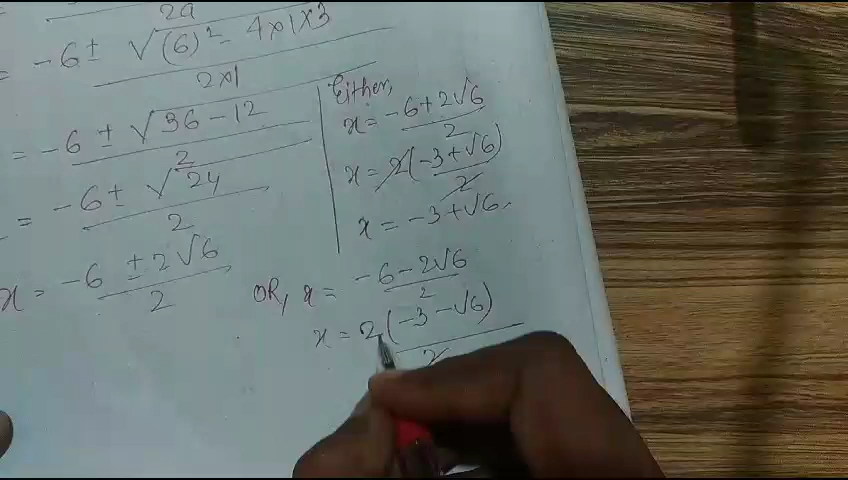 2a
= -6 ± √(6)² - 4×1×3
2×1
= -6 ± √36 - 12
2
= -6 ± √24
2
x = -6 ± 2√6
2
Either,
x = -6 + 2√6
2
x = 2(-3 + √6)
2
x = -3 + √6.
OR, x = -6 - 2√6
2
x = 2(-3 - √6)
2